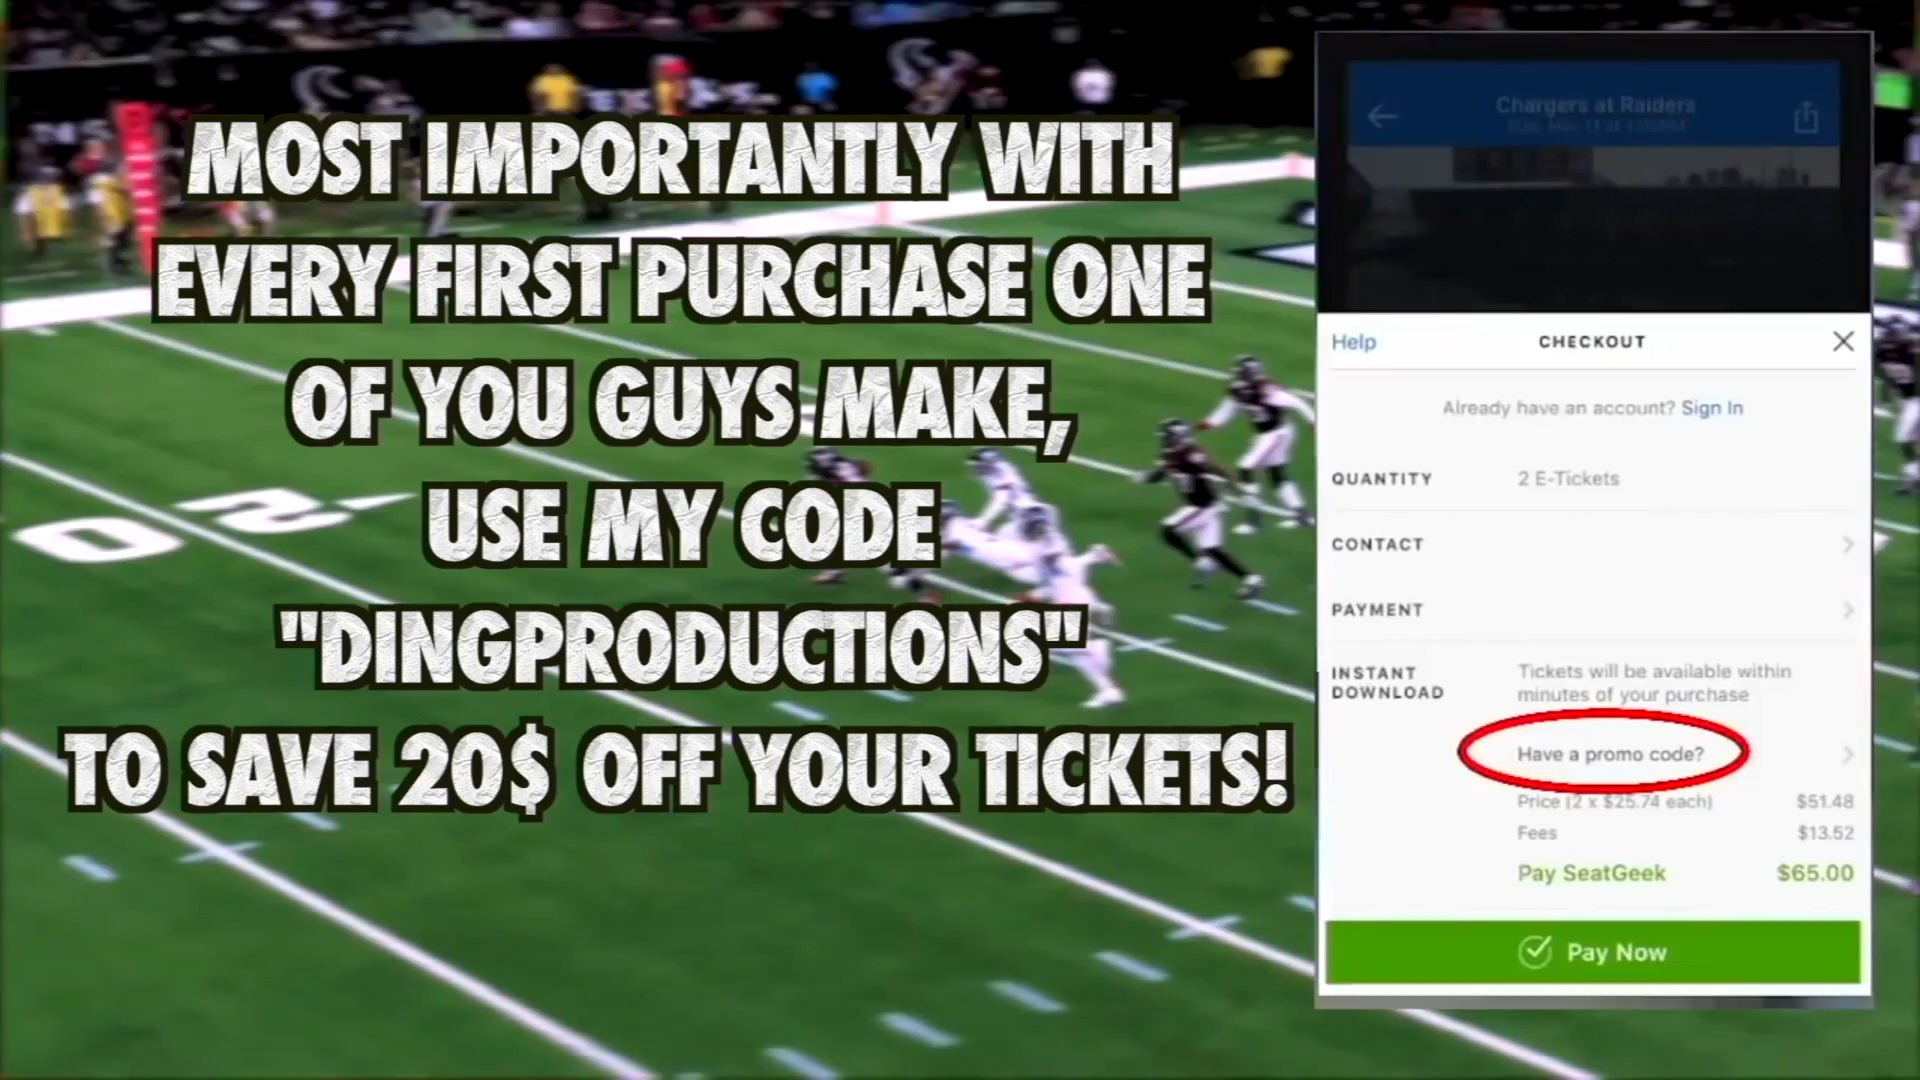 MOST IMPORTANTLY WITH
EVERY FIRST PURCHASE ONE
OF YOU GUYS MAKE,
USE MY CODE
"DINGPRODUCTIONS"
TO SAVE 20$ OFF YOUR TICKETS!
Chargers at Raiders
Help CHECKOUT
Already have an account? Sign In
QUANTITY 2 E-Tickets
CONTACT
PAYMENT
INSTANT DOWNLOAD
Tickets will be available within
minutes of your purchase
Have a promo code?
Price (2 x $25.74 each) $51.48
Fees $13.52
Pay SeatGeek $65.00
Pay Now
20